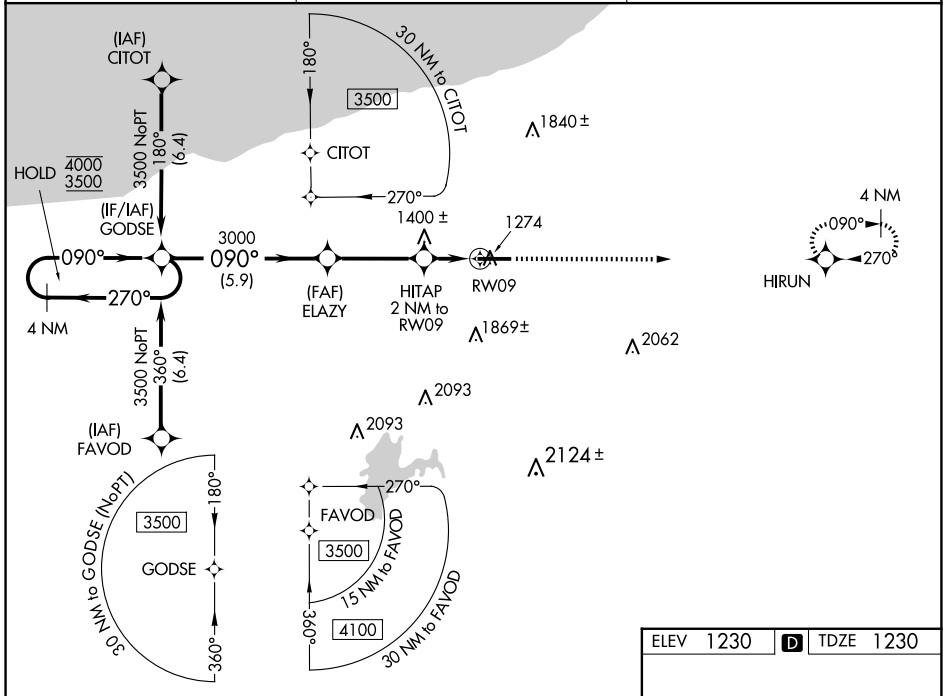 (IAF)
CITOT
3500 NoPT
180°
(6.4)
30 NM to CITOT
180°
3500
CITOT
270°
1840 ±
HOLD
4000
3500
(IF/IAF)
GODSE
090°
270°
4 NM
3000
090°
(5.9)
(FAF)
ELAZY
1400 ±
HITAP
2 NM to
RW09
1274
RW09
4 NM
090°
270°
HIRUN
1869±
2062
2093
2093
2124 ±
3500 NoPT
360°
(6.4)
(IAF)
FAVOD
30 NM to GODSE (NoPT)
180°
3500
GODSE
360°
270°
FAVOD
3500
15 NM to FAVOD
4100
30 NM to FAVOD
360°
ELEV 1230 D TDZE 1230